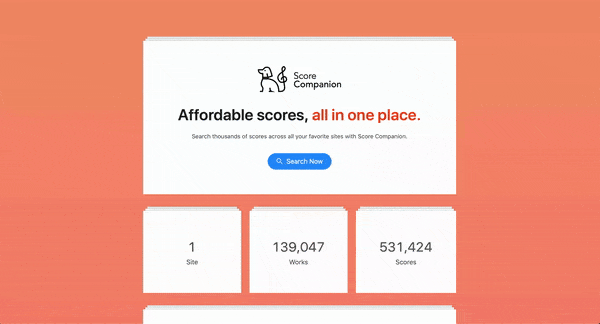 Score
Companion
Affordable scores, all in one place.
Search thousands of scores across all your favorite sites with Score Companion.
Search Now
1
Site
139,047
Works
531,424
Scores